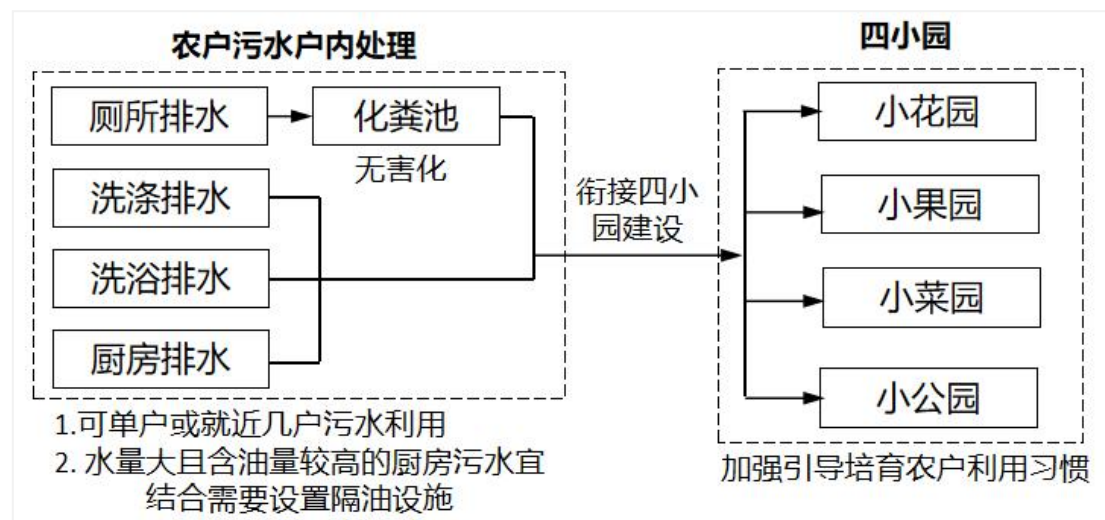 农户污水户内处理
厕所排水
化粪池
无害化
洗涤排水
洗浴排水
厨房排水
1.可单户或就近几户污水利用
2. 水量大且含油量较高的厨房污水宜
结合需要设置隔油设施
衔接四小
园建设
四小园
小花园
小果园
小菜园
小公园
加强引导培育农户利用习惯